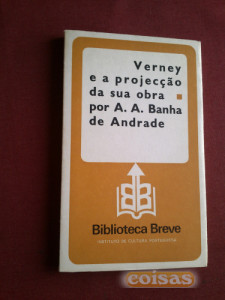 Verney
e a projecção
da sua obra
por A. A. Banha
de Andrade
Biblioteca Breve
INSTITUTO DE CULTURA PORTUGUESA
coisas